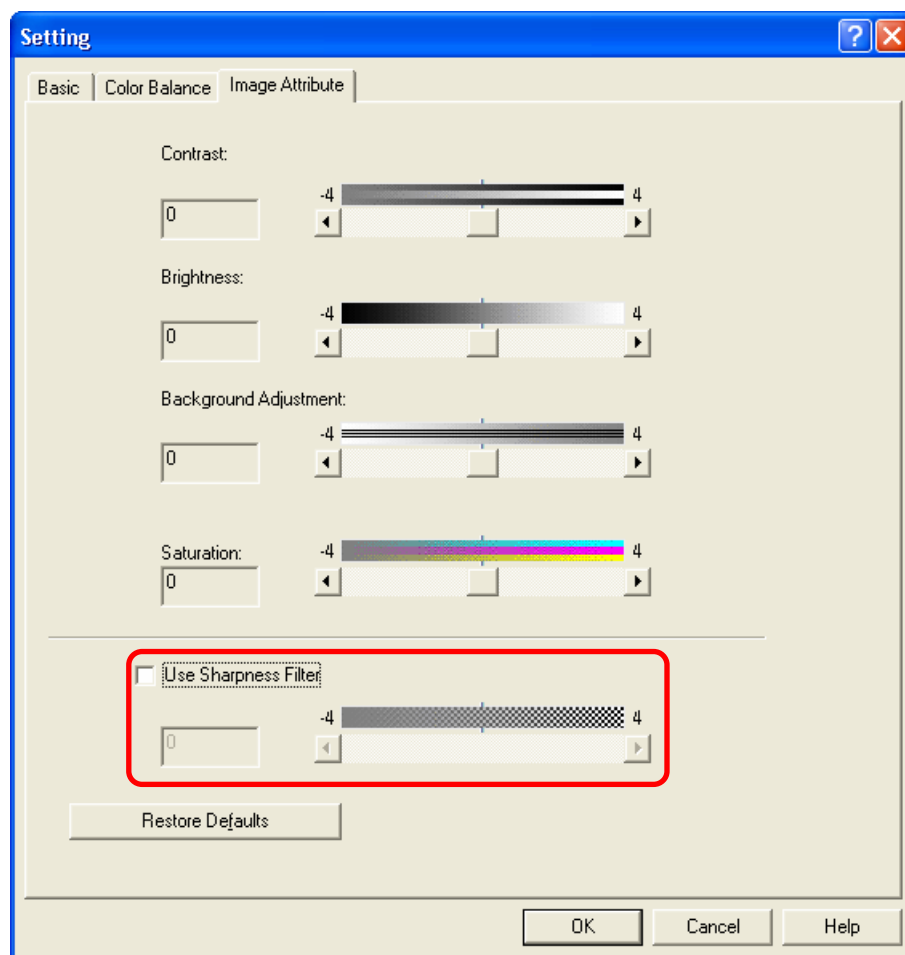 Setting
Basic Color Balance Image Attribute
Contrast:
-4 4
0
Brightness:
-4 4
0
Background Adjustment:
-4 4
0
Saturation:
-4 4
0
Use Sharpness Filter
-4 4
0
Restore Defaults
OK Cancel Help